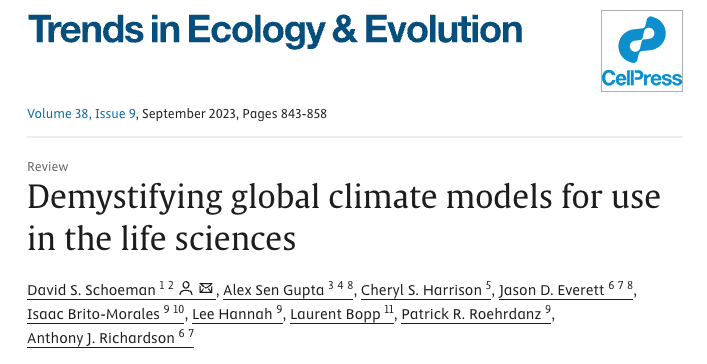 Trends in Ecology & Evolution
CellPress
Volume 38, Issue 9, September 2023, Pages 843-858
Review
Demystifying global climate models for use
in the life sciences
David S. Schoeman 1 2, Alex Sen Gupta 3 4 8, Cheryl S. Harrison 5, Jason D. Everett 6 7 8,
Isaac Brito-Morales 9 10, Lee Hannah 9, Laurent Bopp 11, Patrick R. Roehrdanz 9,
Anthony J. Richardson 6 7